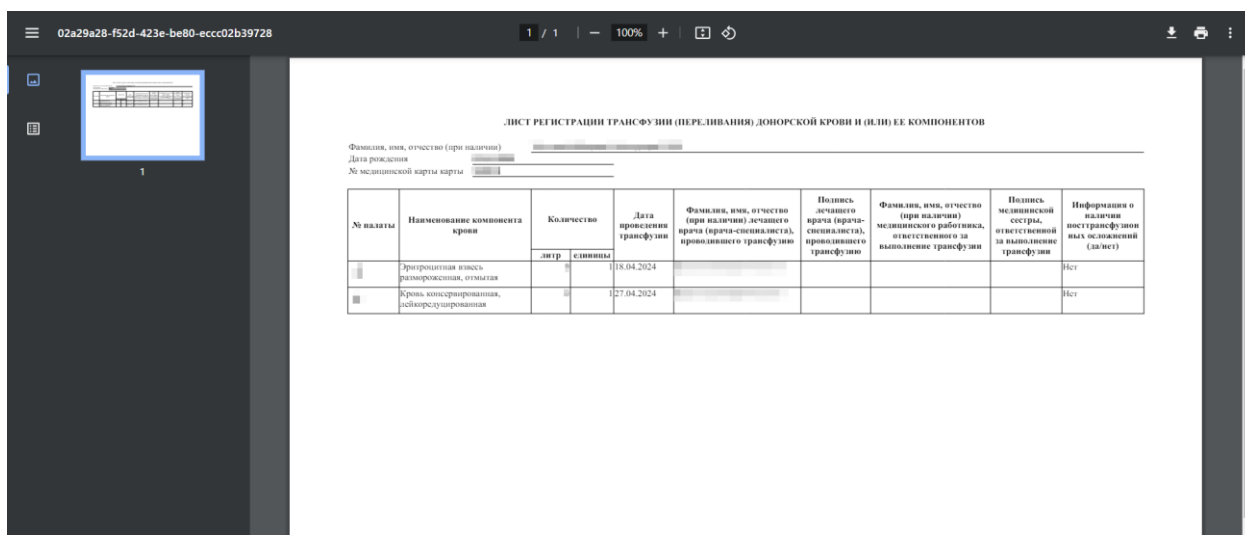 02a29a28-f52d-423e-be80-eccc02b39728
1 / 1
100%
1
ЛИСТ РЕГИСТРАЦИИ ТРАНСФУЗИИ (ПЕРЕЛИВАНИЯ) ДОНОРСКОЙ КРОВИ И (ИЛИ) ЕЕ КОМПОНЕНТОВ
Фамилия, имя, отчество (при наличии)
Дата рождения
№ медицинской карты карты
№ палаты
Наименование компонента
крови
Количество
литр
единицы
Дата
проведения
трансфузии
Фамилия, имя, отчество
(при наличии) лечащего
врача (врача-специалиста),
проводившего трансфузию
Подпись
лечащего
врача (врача-
специалиста),
проводившего
трансфузию
Фамилия, имя, отчество
(при наличии)
медицинского работника,
ответственного за
выполнение трансфузии
Подпись
медицинской
сестры,
ответственной
за выполнение
трансфузии
Информация о
наличии
посттрансфузион
ных осложнений
(да/нет)
Эритроцитная взвесь
размороженная, отмытая
1
18.04.2024
Нет
Кровь консервированная,
лейкоредуцированная
1
27.04.2024
Нет